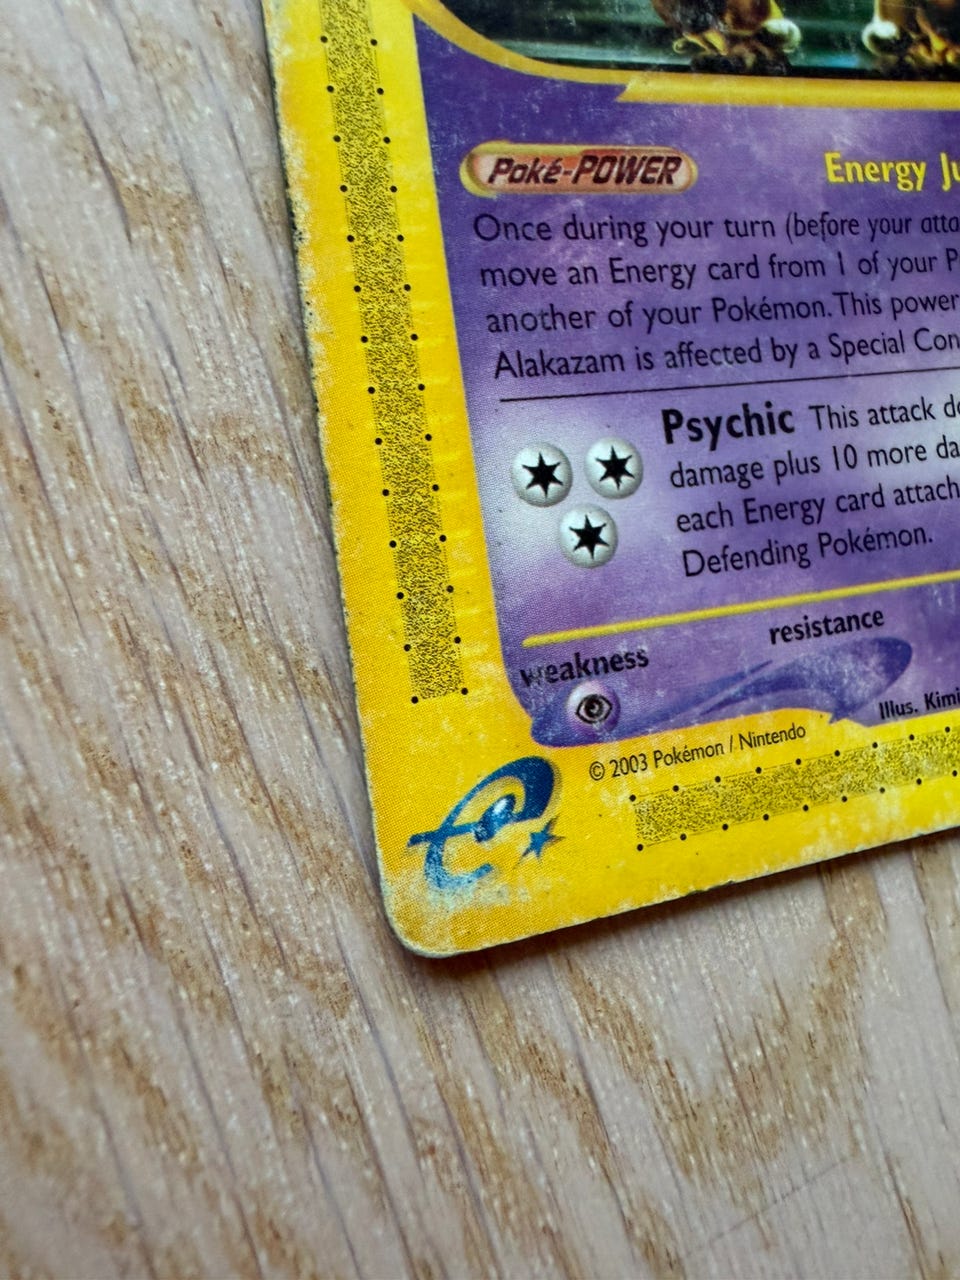 Poké-POWER Energy
Once during your turn (before your
move an Energy card from 1 of your
another of your Pokémon. This power
Alakazam is affected by a Special
Psychic This attack
damage plus 10 more
each Energy card
Defending Pokémon.
weakness resistance
Illus.
© 2003 Pokémon / Nintendo